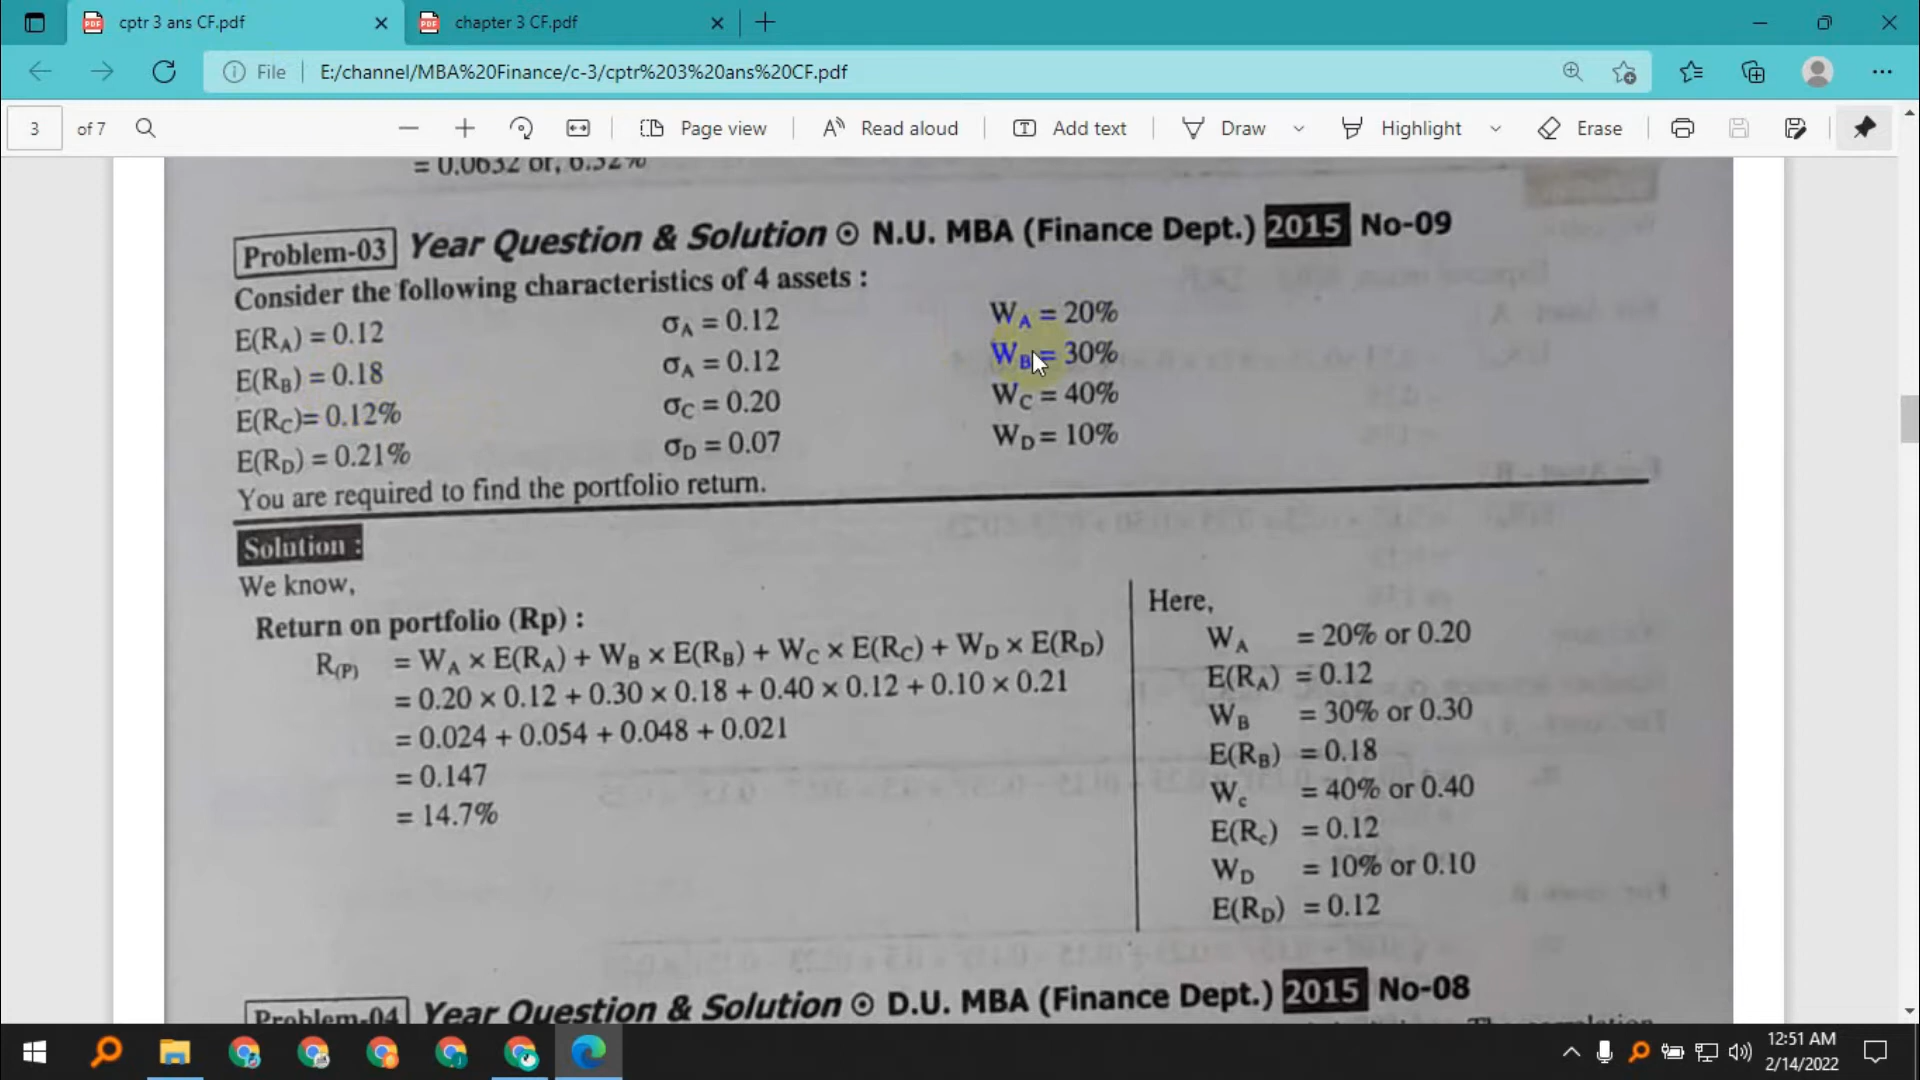 cptr 3 ans CF.pdf
chapter 3 CF.pdf
File
E:/channel/MBA%20Finance/c-3/cptr%203%20ans%20CF.pdf
3 of 7
Page view
Read aloud
Add text
Draw
Highlight
Erase
= 0.0632 or, 6.32%
Problem-03 Year Question & Solution ⊙ N.U. MBA (Finance Dept.) 2015 No-09
Consider the following characteristics of 4 assets :
E(RA) = 0.12 σA = 0.12 WA = 20%
E(RB) = 0.18 σA = 0.12 WB = 30%
E(RC)= 0.12% σC = 0.20 WC = 40%
E(RD) = 0.21% σD = 0.07 WD = 10%
You are required to find the portfolio return.
Solution :
We know,
Return on portfolio (Rp) :
R(P) = WA × E(RA) + WB × E(RB) + WC × E(RC) + WD × E(RD)
= 0.20 × 0.12 + 0.30 × 0.18 + 0.40 × 0.12 + 0.10 × 0.21
= 0.024 + 0.054 + 0.048 + 0.021
= 0.147
= 14.7%
Here,
WA = 20% or 0.20
E(RA) = 0.12
WB = 30% or 0.30
E(RB) = 0.18
Wc = 40% or 0.40
E(Rc) = 0.12
WD = 10% or 0.10
E(RD) = 0.12
Problem-04 Year Question & Solution ⊙ D.U. MBA (Finance Dept.) 2015 No-08
12:51 AM
2/14/2022